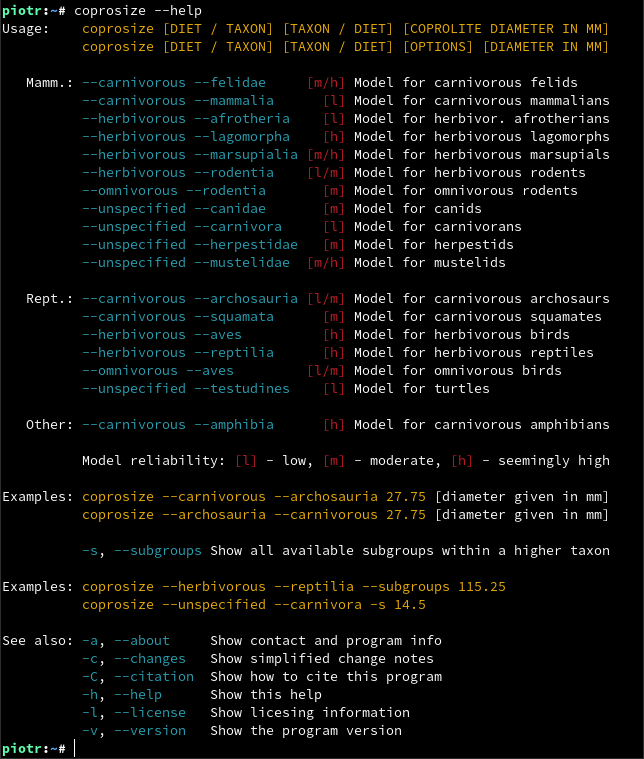 piotr:~# coprosize --help
Usage: coprosize [DIET / TAXON] [TAXON / DIET] [COPROLITE DIAMETER IN MM]
coprosize [DIET / TAXON] [TAXON / DIET] [OPTIONS] [DIAMETER IN MM]
Mamm.: --carnivorous --felidae [m/h] Model for carnivorous felids
--carnivorous --mammalia [l] Model for carnivorous mammalians
--herbivorous --afrotheria [l] Model for herbivor. afrotherians
--herbivorous --lagomorpha [h] Model for herbivorous lagomorphs
--herbivorous --marsupialia [m/h] Model for herbivorous marsupials
--herbivorous --rodentia [l/m] Model for herbivorous rodents
--omnivorous --rodentia [m] Model for omnivorous rodents
--unspecified --canidae [m] Model for canids
--unspecified --carnivora [l] Model for carnivorans
--unspecified --herpestidae [m] Model for herpestids
--unspecified --mustelidae [m/h] Model for mustelids
Rept.: --carnivorous --archosauria [l/m] Model for carnivorous archosaurs
--carnivorous --squamata [m] Model for carnivorous squamates
--herbivorous --aves [h] Model for herbivorous birds
--herbivorous --reptilia [h] Model for herbivorous reptiles
--omnivorous --aves [l/m] Model for omnivorous birds
--unspecified --testudines [l] Model for turtles
Other: --carnivorous --amphibia [h] Model for carnivorous amphibians
Model reliability: [l] - low, [m] - moderate, [h] - seemingly high
Examples: coprosize --carnivorous --archosauria 27.75 [diameter given in mm]
coprosize --archosauria --carnivorous 27.75 [diameter given in mm]
-s, --subgroups Show all available subgroups within a higher taxon
Examples: coprosize --herbivorous --reptilia --subgroups 115.25
coprosize --unspecified --carnivora -s 14.5
See also: -a, --about Show contact and program info
-c, --changes Show simplified change notes
-C, --citation Show how to cite this program
-h, --help Show this help
-l, --license Show licesing information
-v, --version Show the program version
piotr:~#